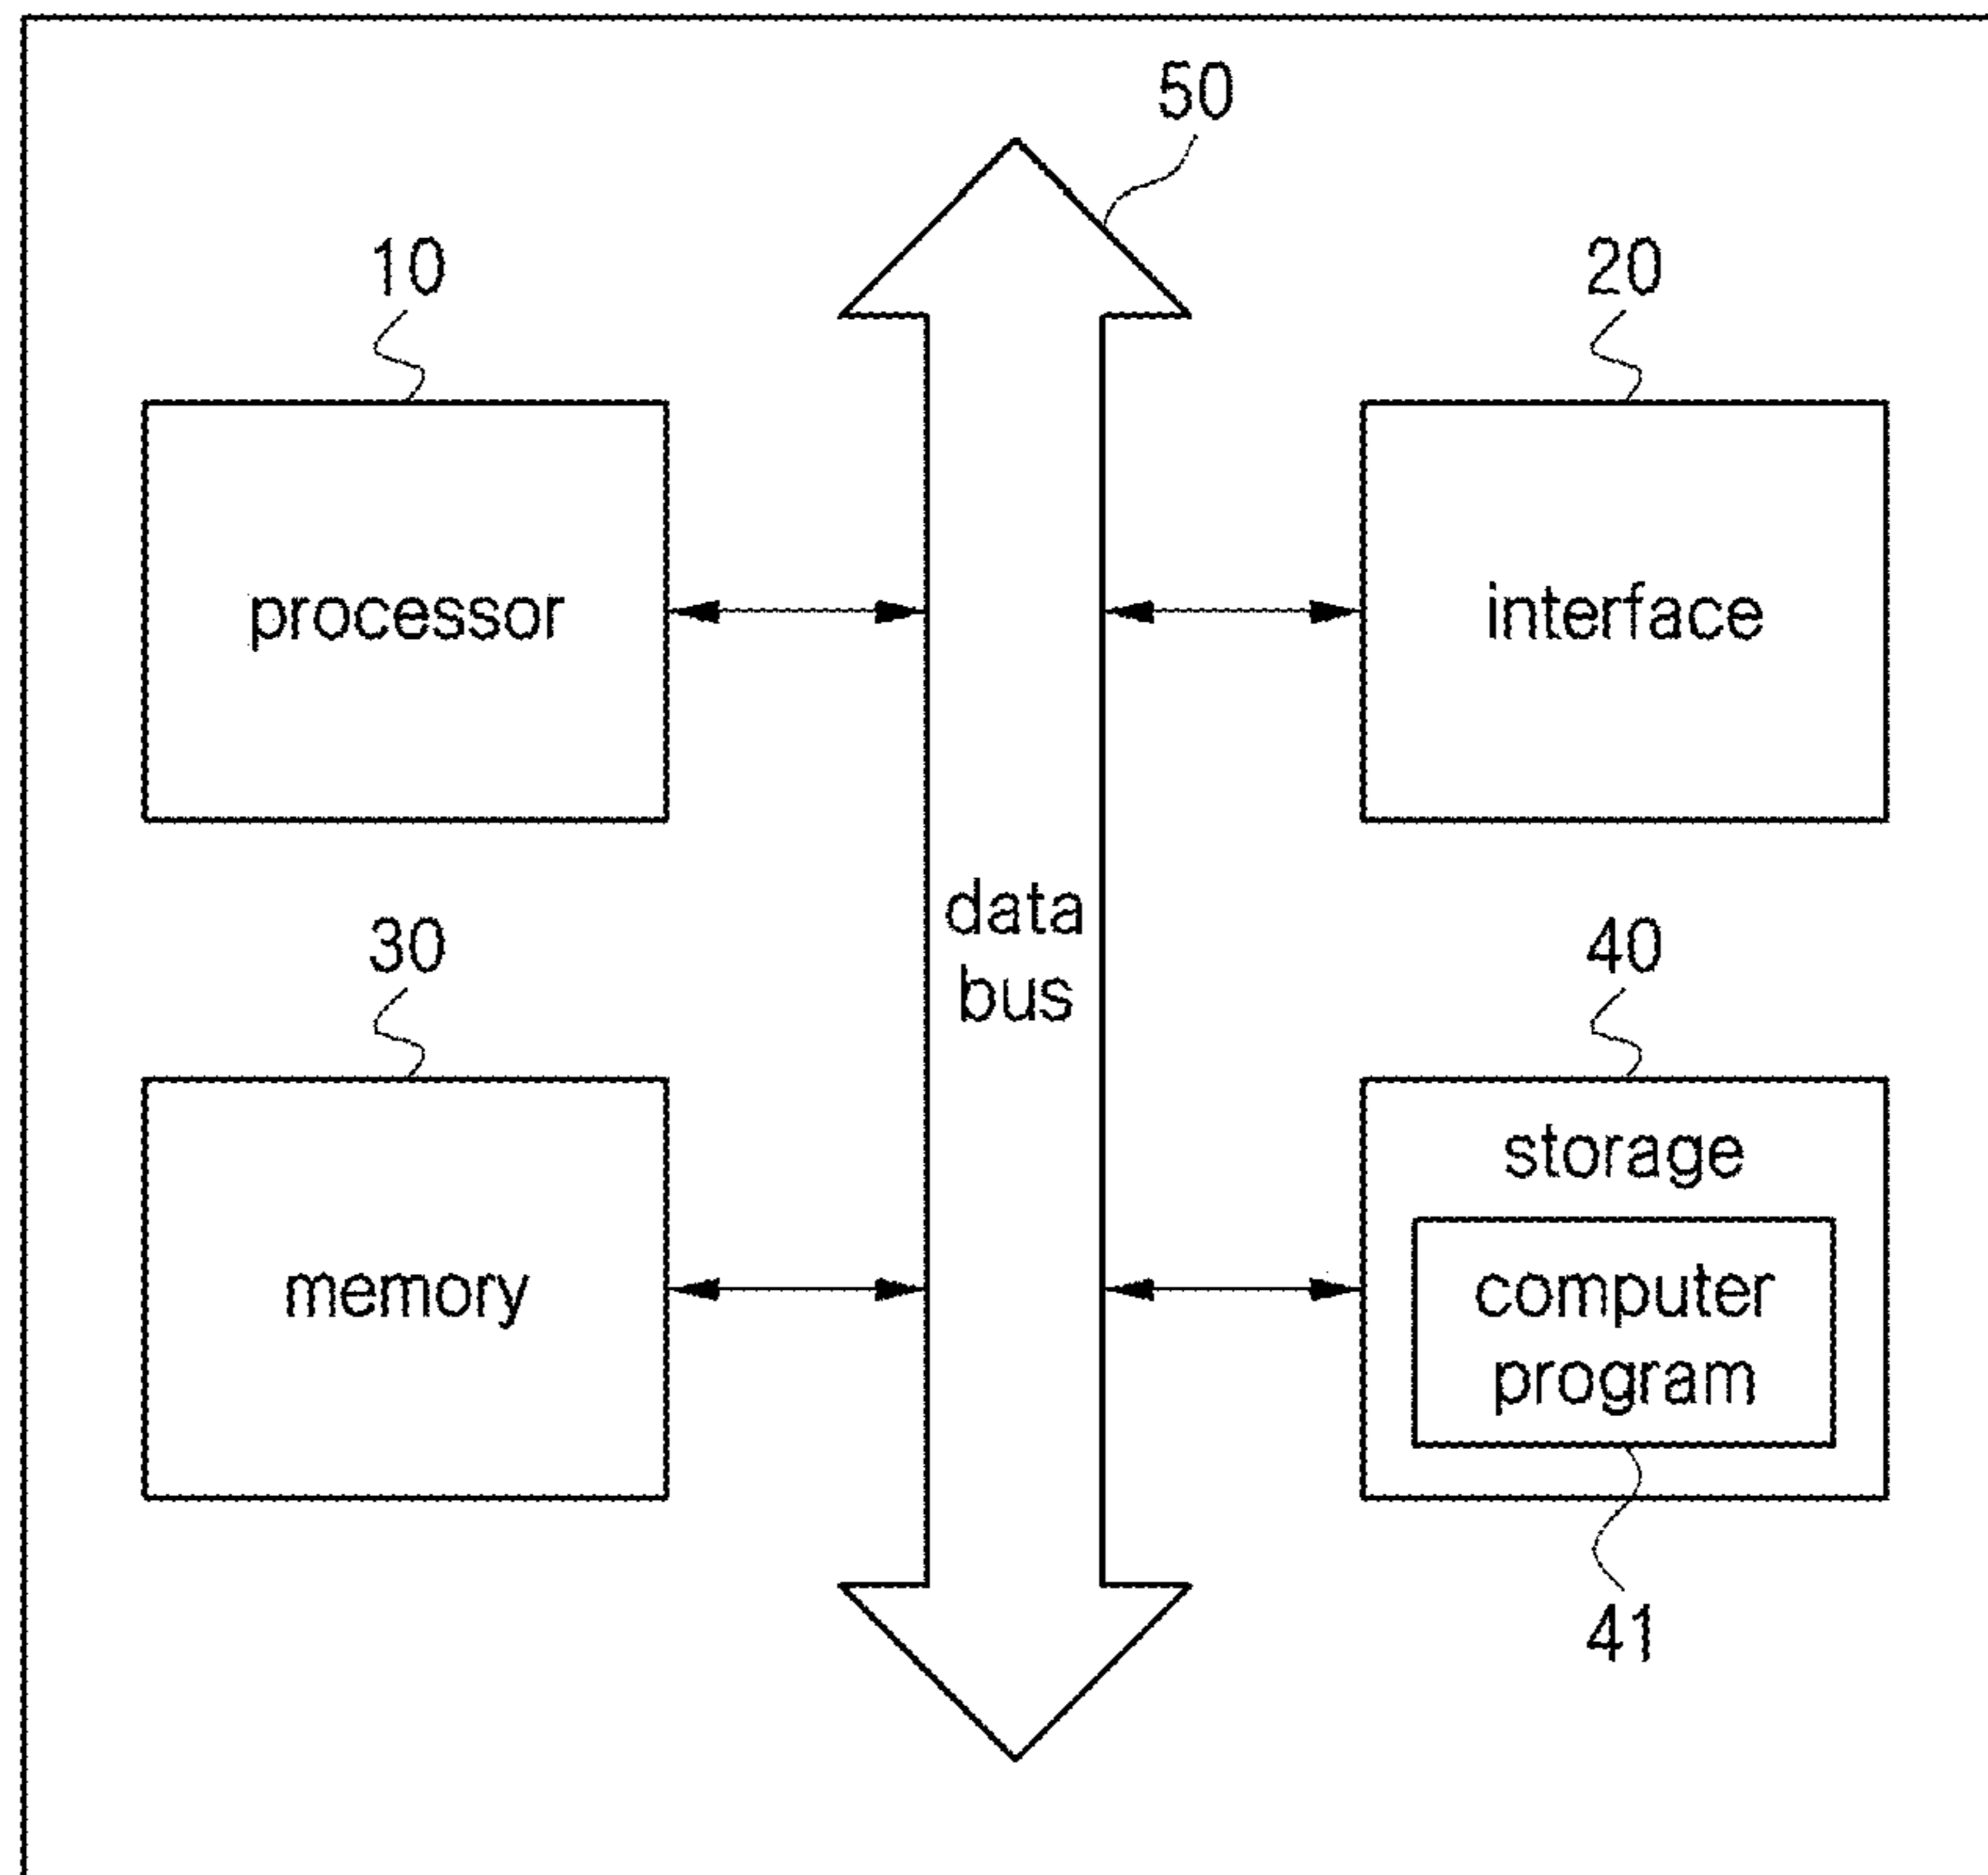 50
10
20
processor
interface
data
bus
30
40
memory
storage
computer
program
41